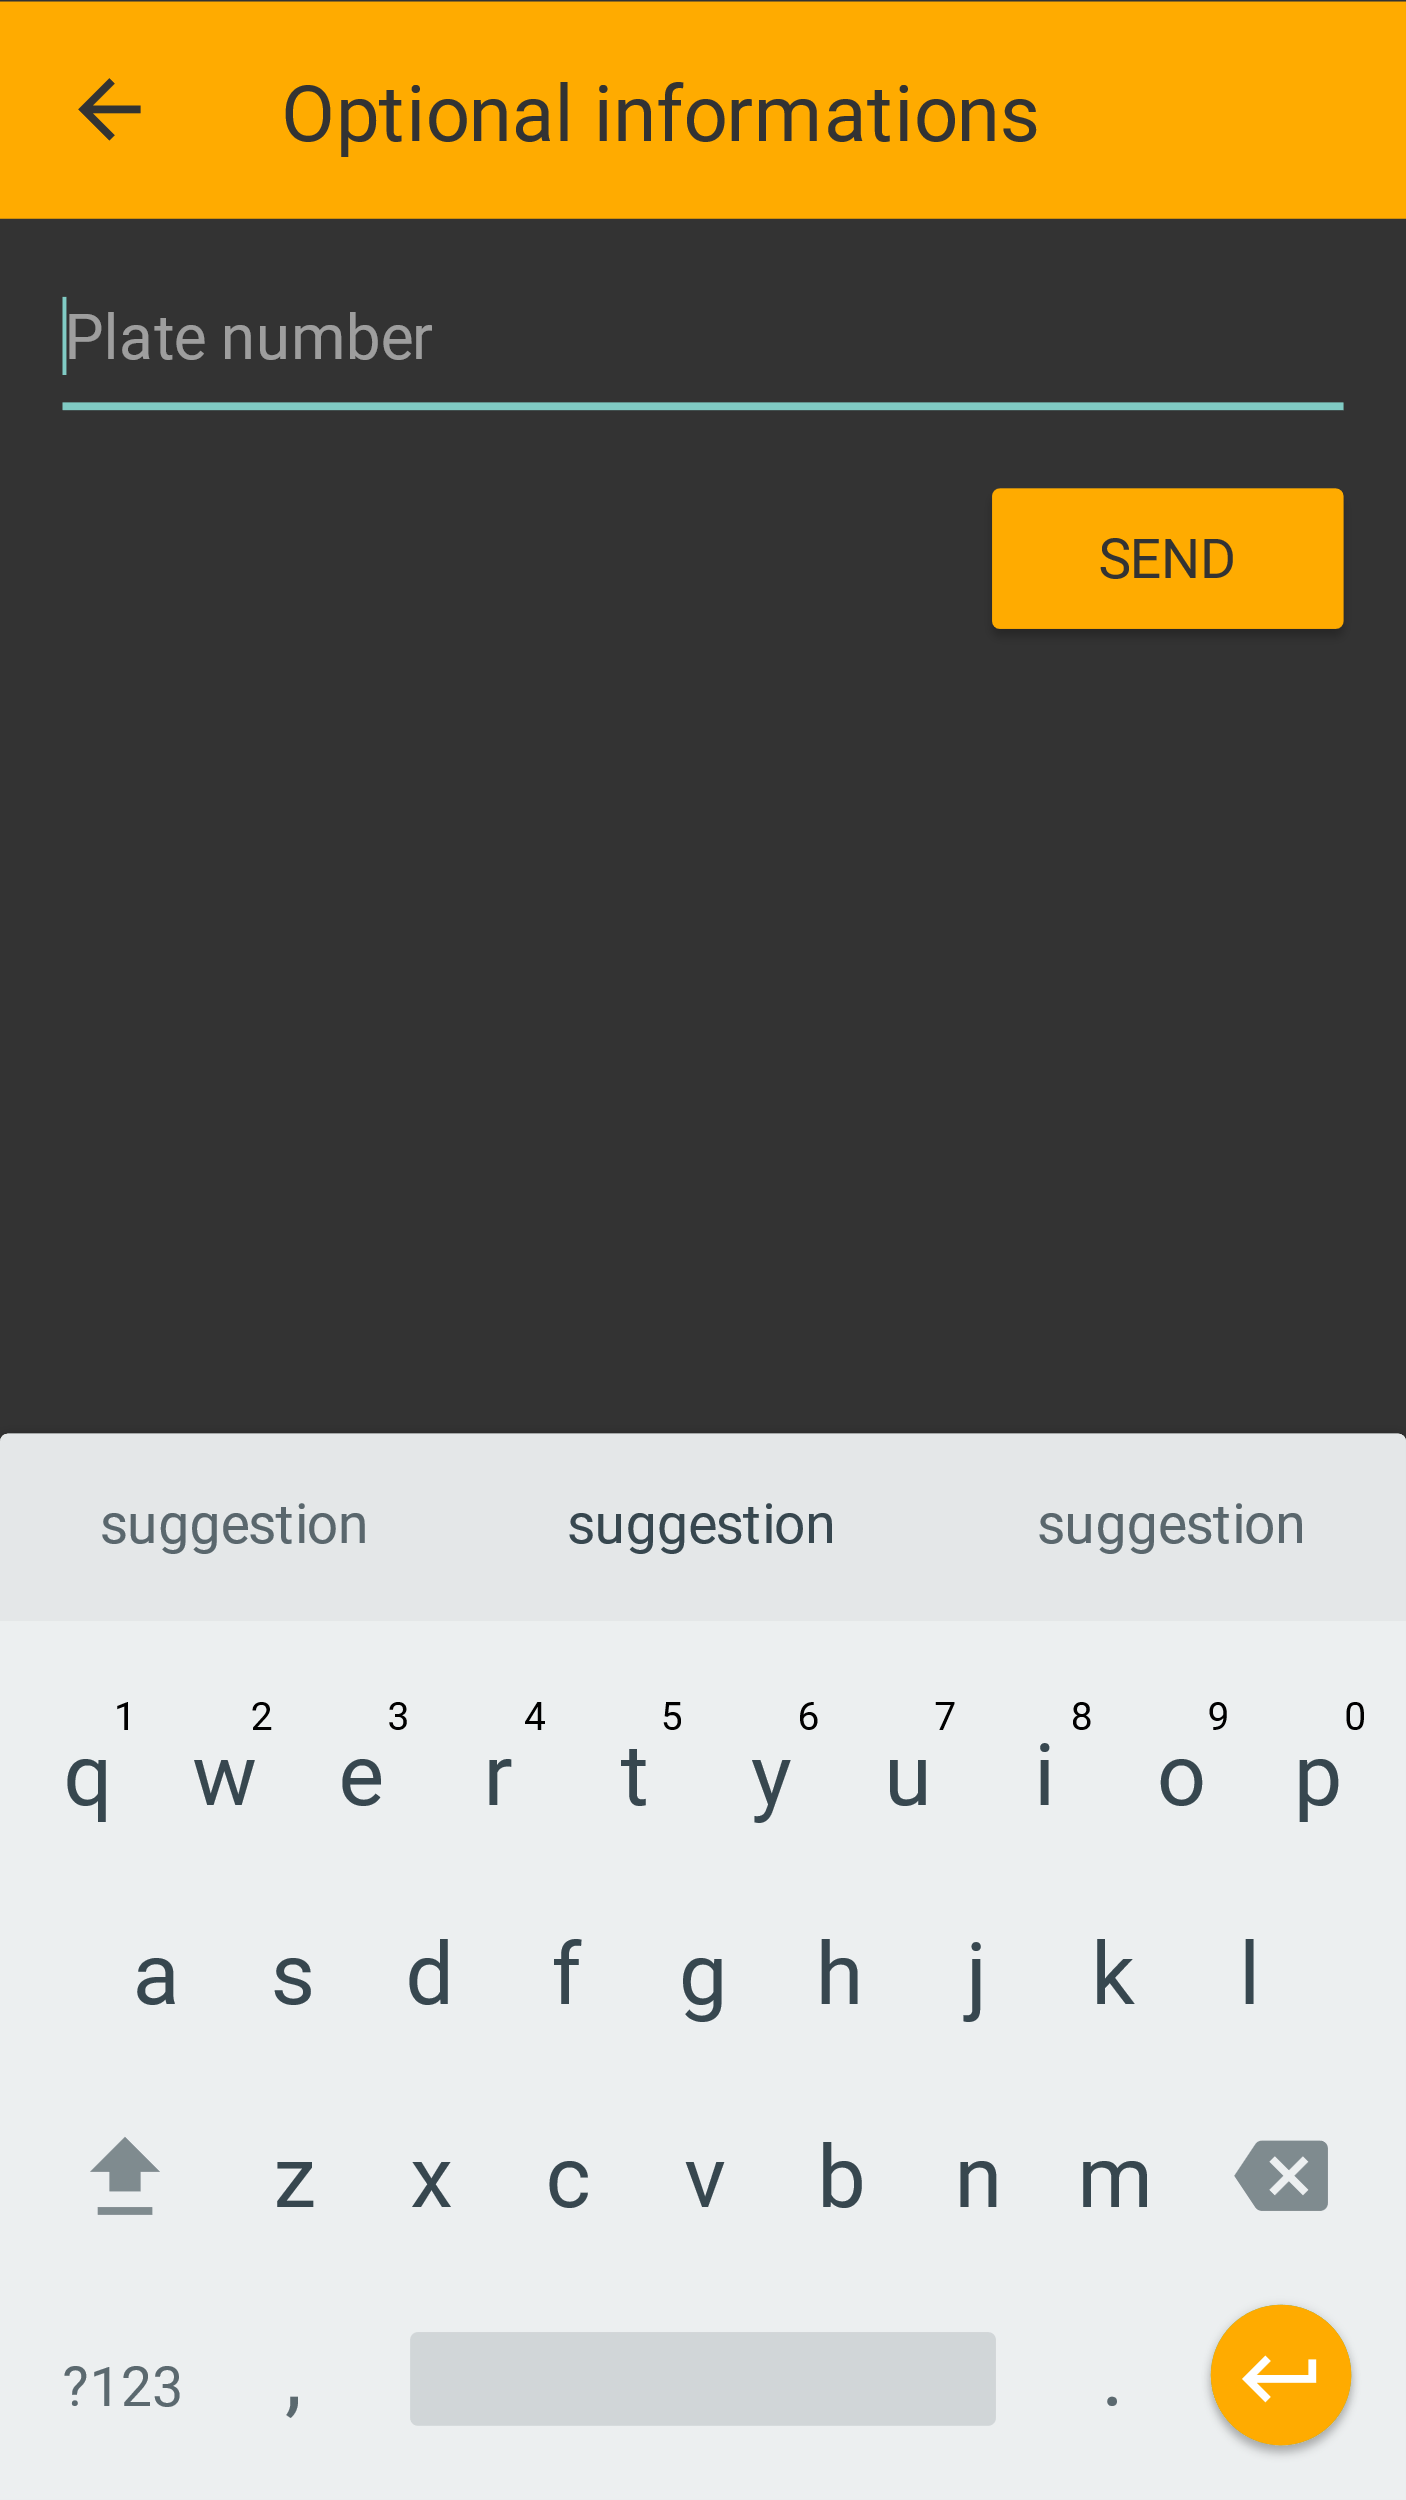 Optional informations
Plate number
SEND
suggestion suggestion suggestion
1 2 3 4 5 6 7 8 9 0
q w e r t y u i o p
a s d f g h j k l
z x c v b n m
?123 , .